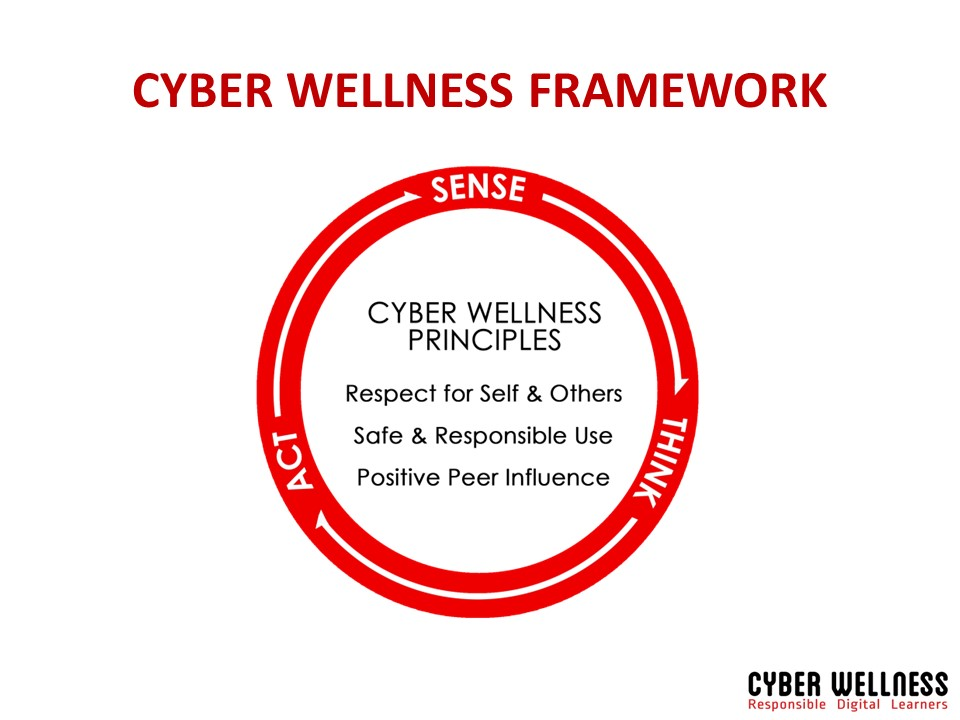 CYBER WELLNESS FRAMEWORK
SENSE
CYBER WELLNESS
PRINCIPLES
Respect for Self & Others
Safe & Responsible Use
Positive Peer Influence
THINK
ACT
CYBER WELLNESS
Responsible Digital Learners